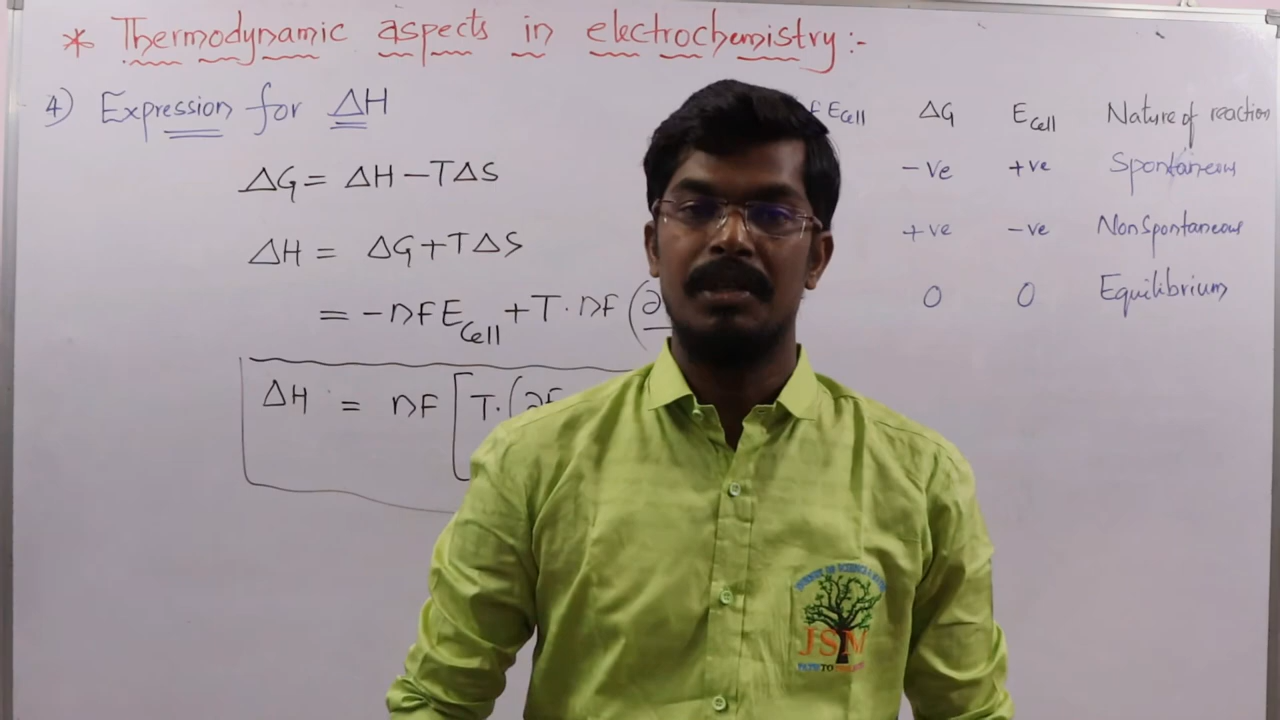 * Thermodynamic aspects in electrochemistry:-
4) Expression for ΔH
ΔG = ΔH - TΔS
ΔH = ΔG + TΔS
= -nFE_Cell + T·nF(∂
ΔH = nF[T·(∂E
f E_Cell ΔG E_Cell Nature of reaction
-ve +ve Spontaneous
+ve -ve NonSpontaneous
0 0 Equilibrium
JSM